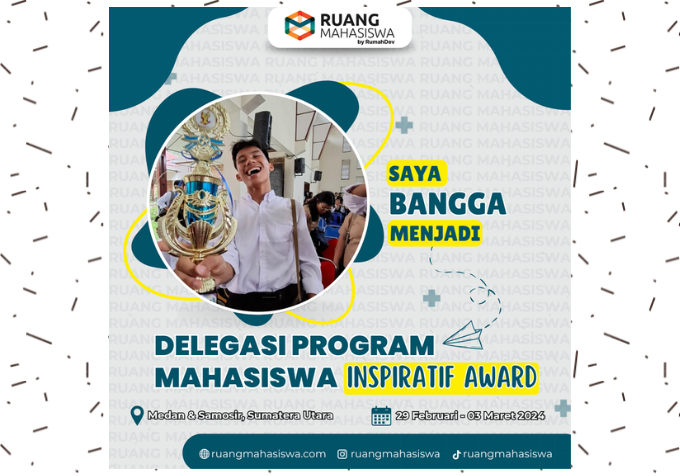 RUANG
MAHASISWA
by RumahDev
SAYA
BANGGA
MENJADI
DELEGASI PROGRAM
MAHASISWA INSPIRATIF AWARD
Medan & Samosir, Sumatera Utara
29 Februari - 03 Maret 2024
ruangmahasiswa.com
ruangmahasiswa
ruangmahasiswa